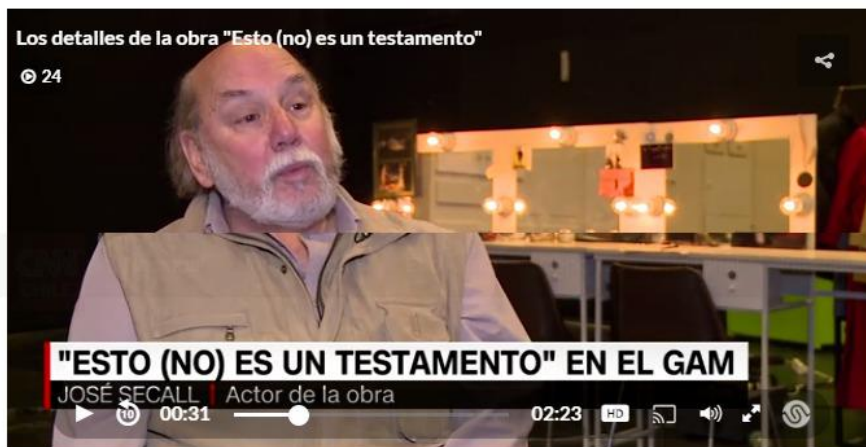 Los detalles de la obra "Esto (no) es un testamento"
24
"ESTO (NO) ES UN TESTAMENTO" EN EL GAM
JOSÉ SECALL | Actor de la obra
10 00:31 02:23 HD